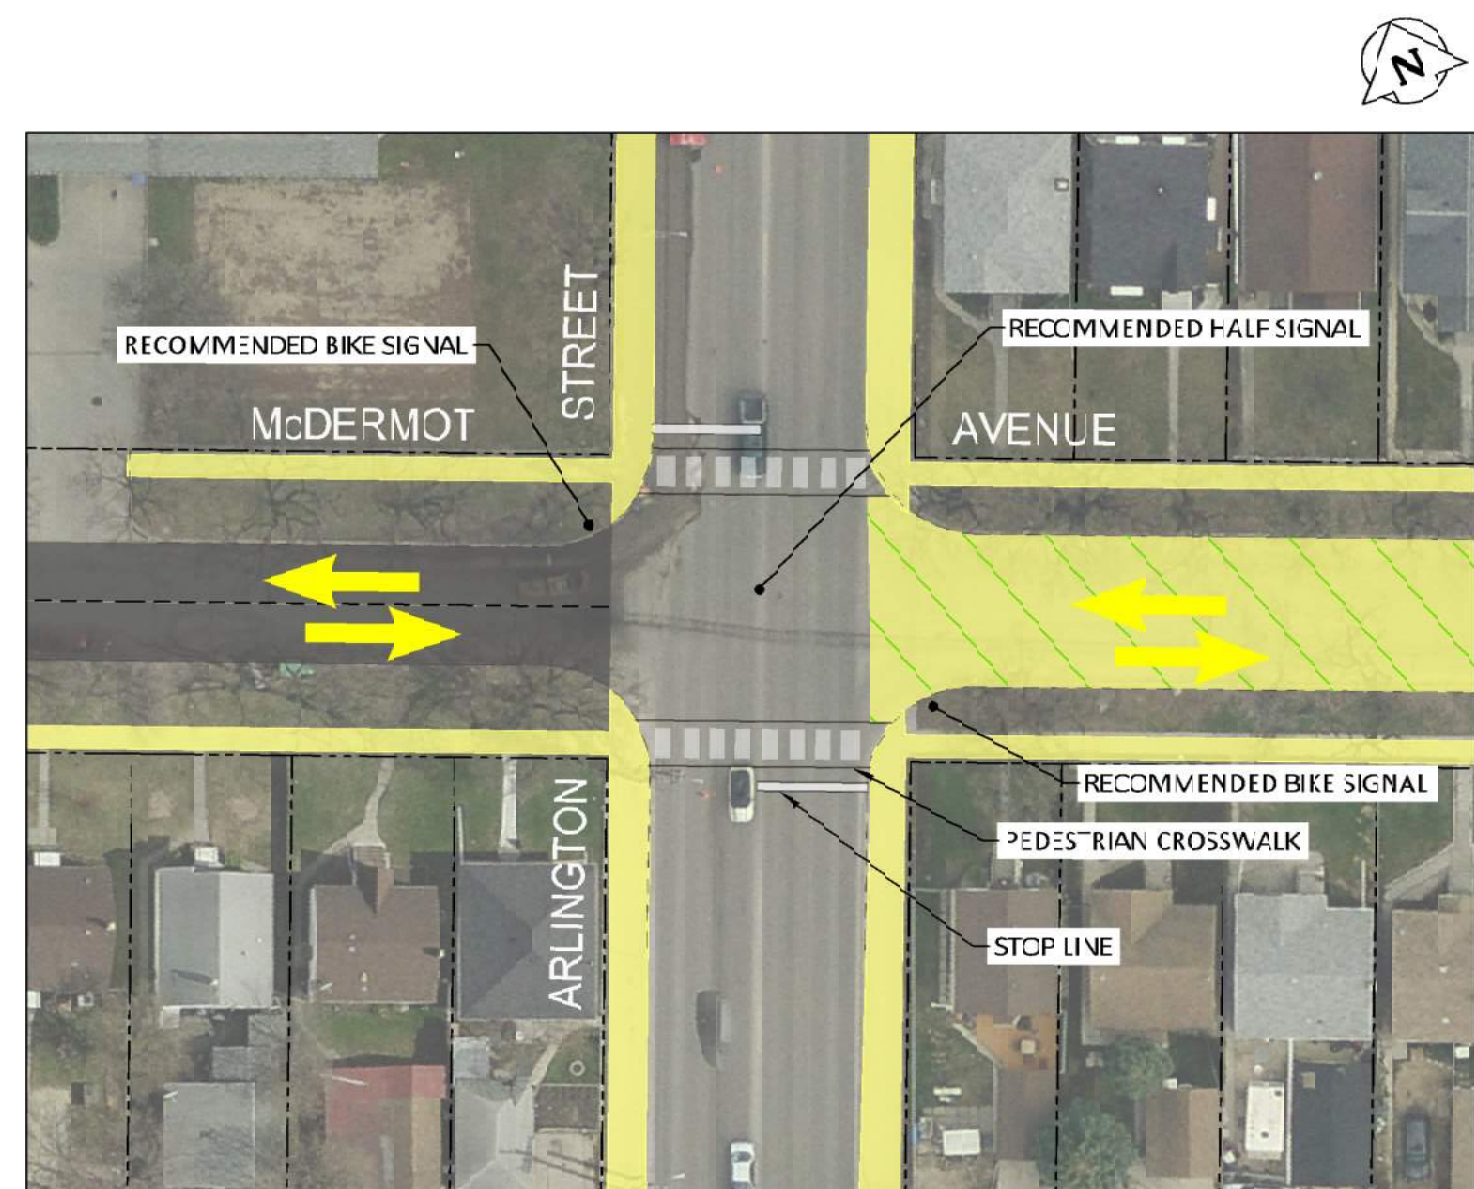 N
RECOMMENDED HALF SIGNAL
RECOMMENDED BIKE SIGNAL
STREET
McDERMOT
AVENUE
RECOMMENDED BIKE SIGNAL
PEDESTRIAN CROSSWALK
ARLINGTON
STOP LINE